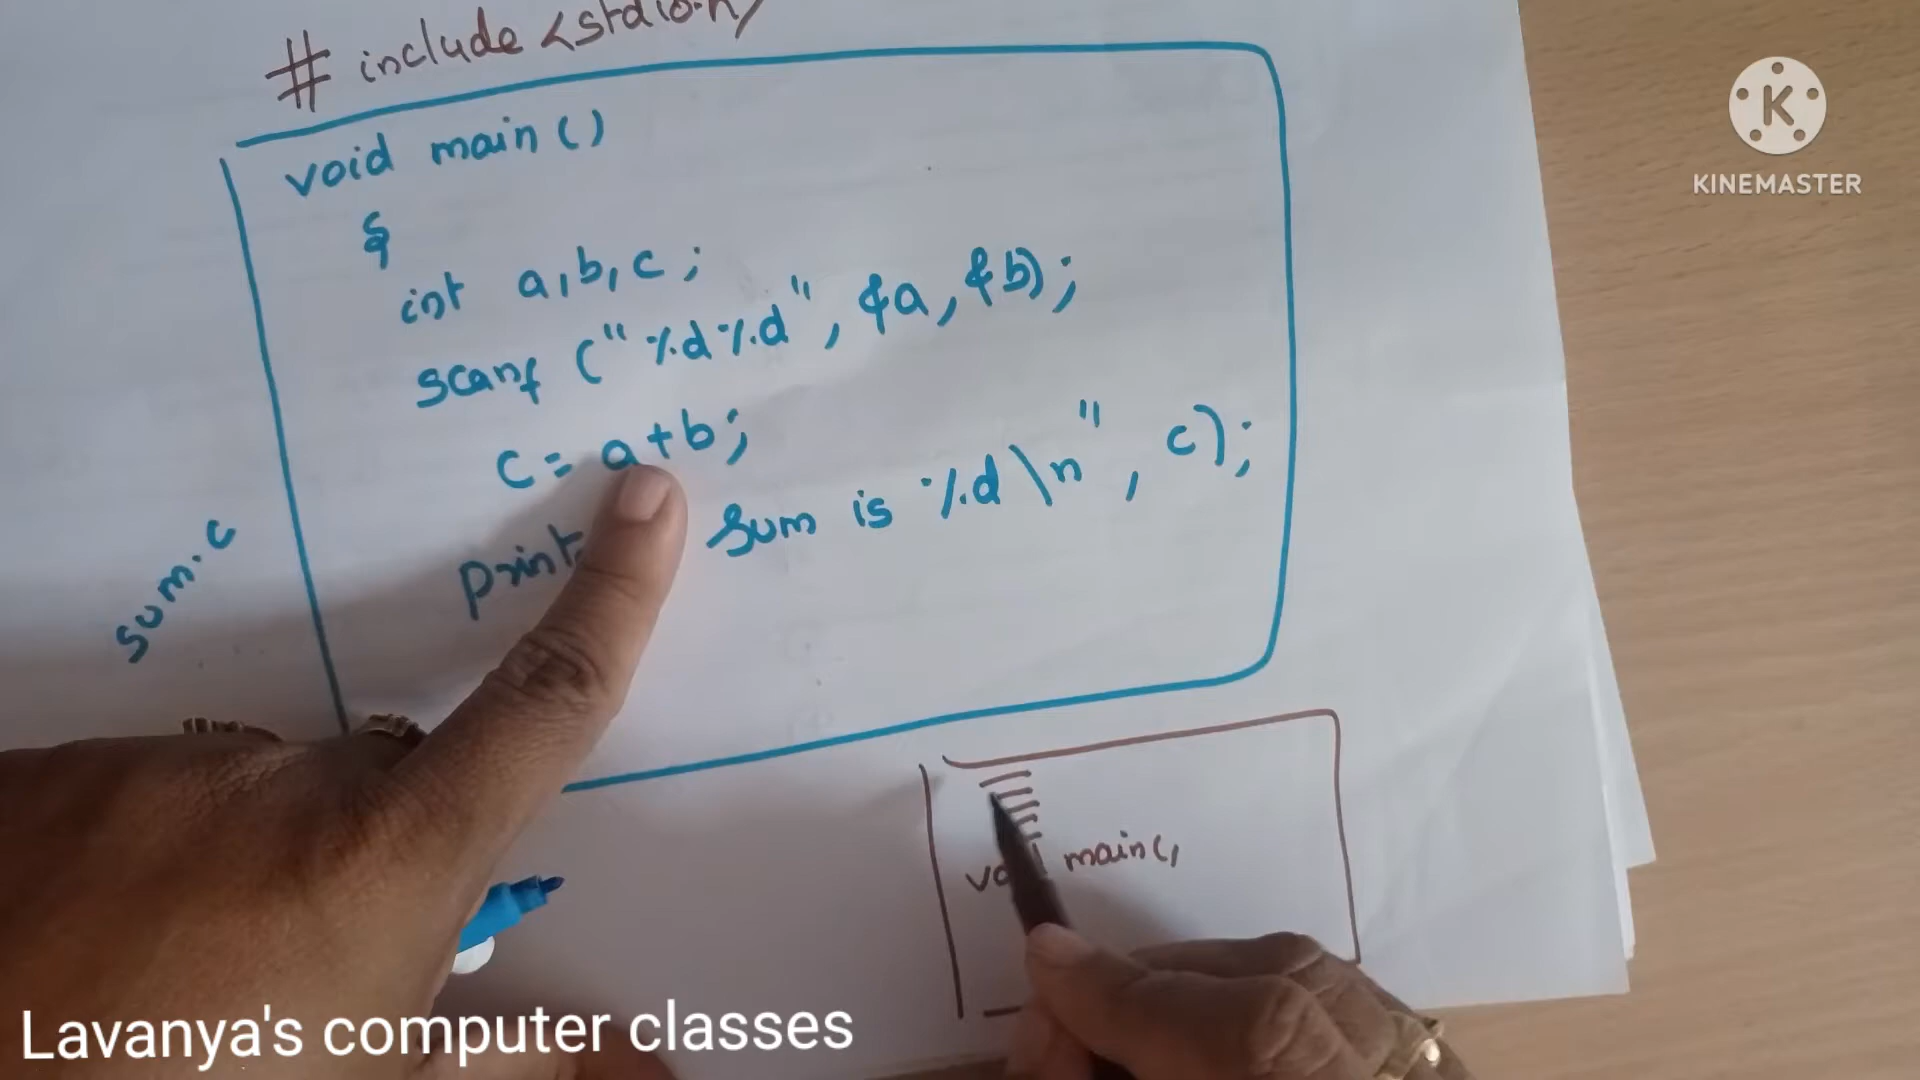 # include <stdio.h>
void main ()
{
int a,b,c;
scanf ("%d%d", &a, &b);
c= a+b;
sum is %d \n", c);
sum.c
main(,
K
KINEMASTER
Lavanya's computer classes